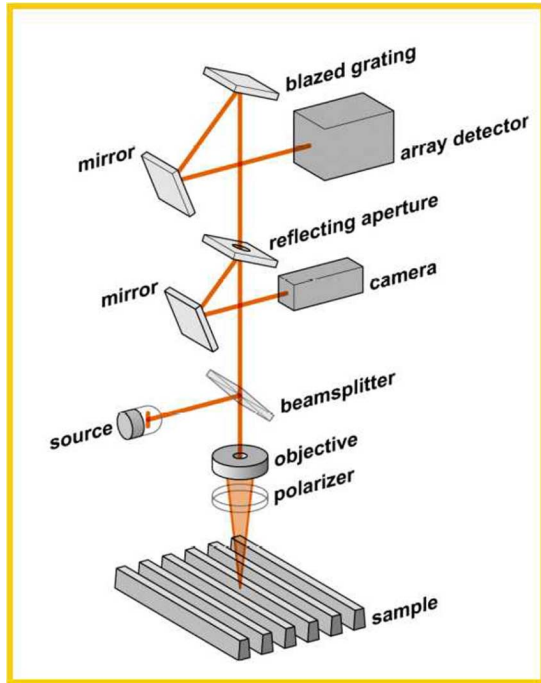 blazed grating
array detector
mirror
reflecting aperture
camera
mirror
beamsplitter
source
objective
polarizer
sample